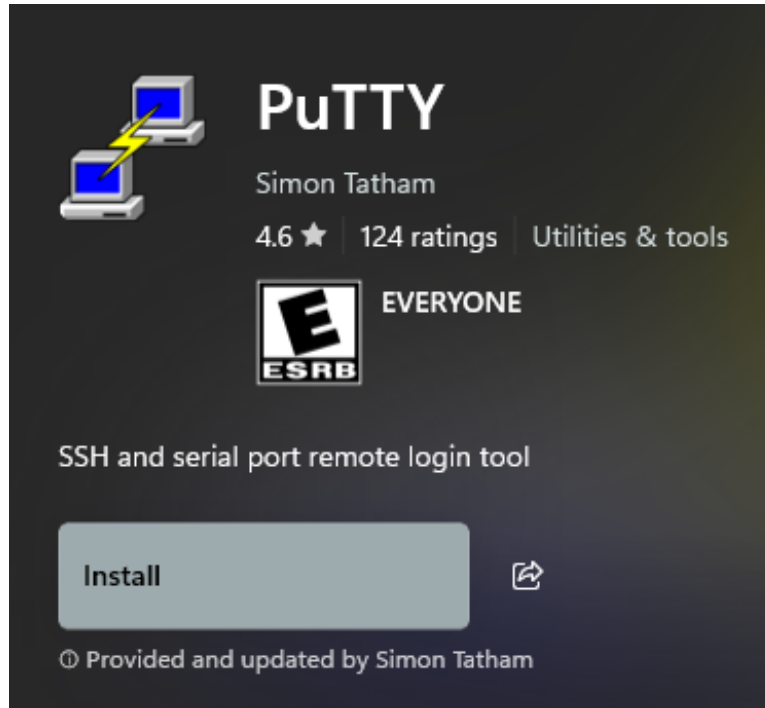 PuTTY
Simon Tatham
4.6 ★ 124 ratings Utilities & tools
E
EVERYONE
ESRB
SSH and serial port remote login tool
Install
Provided and updated by Simon Tatham